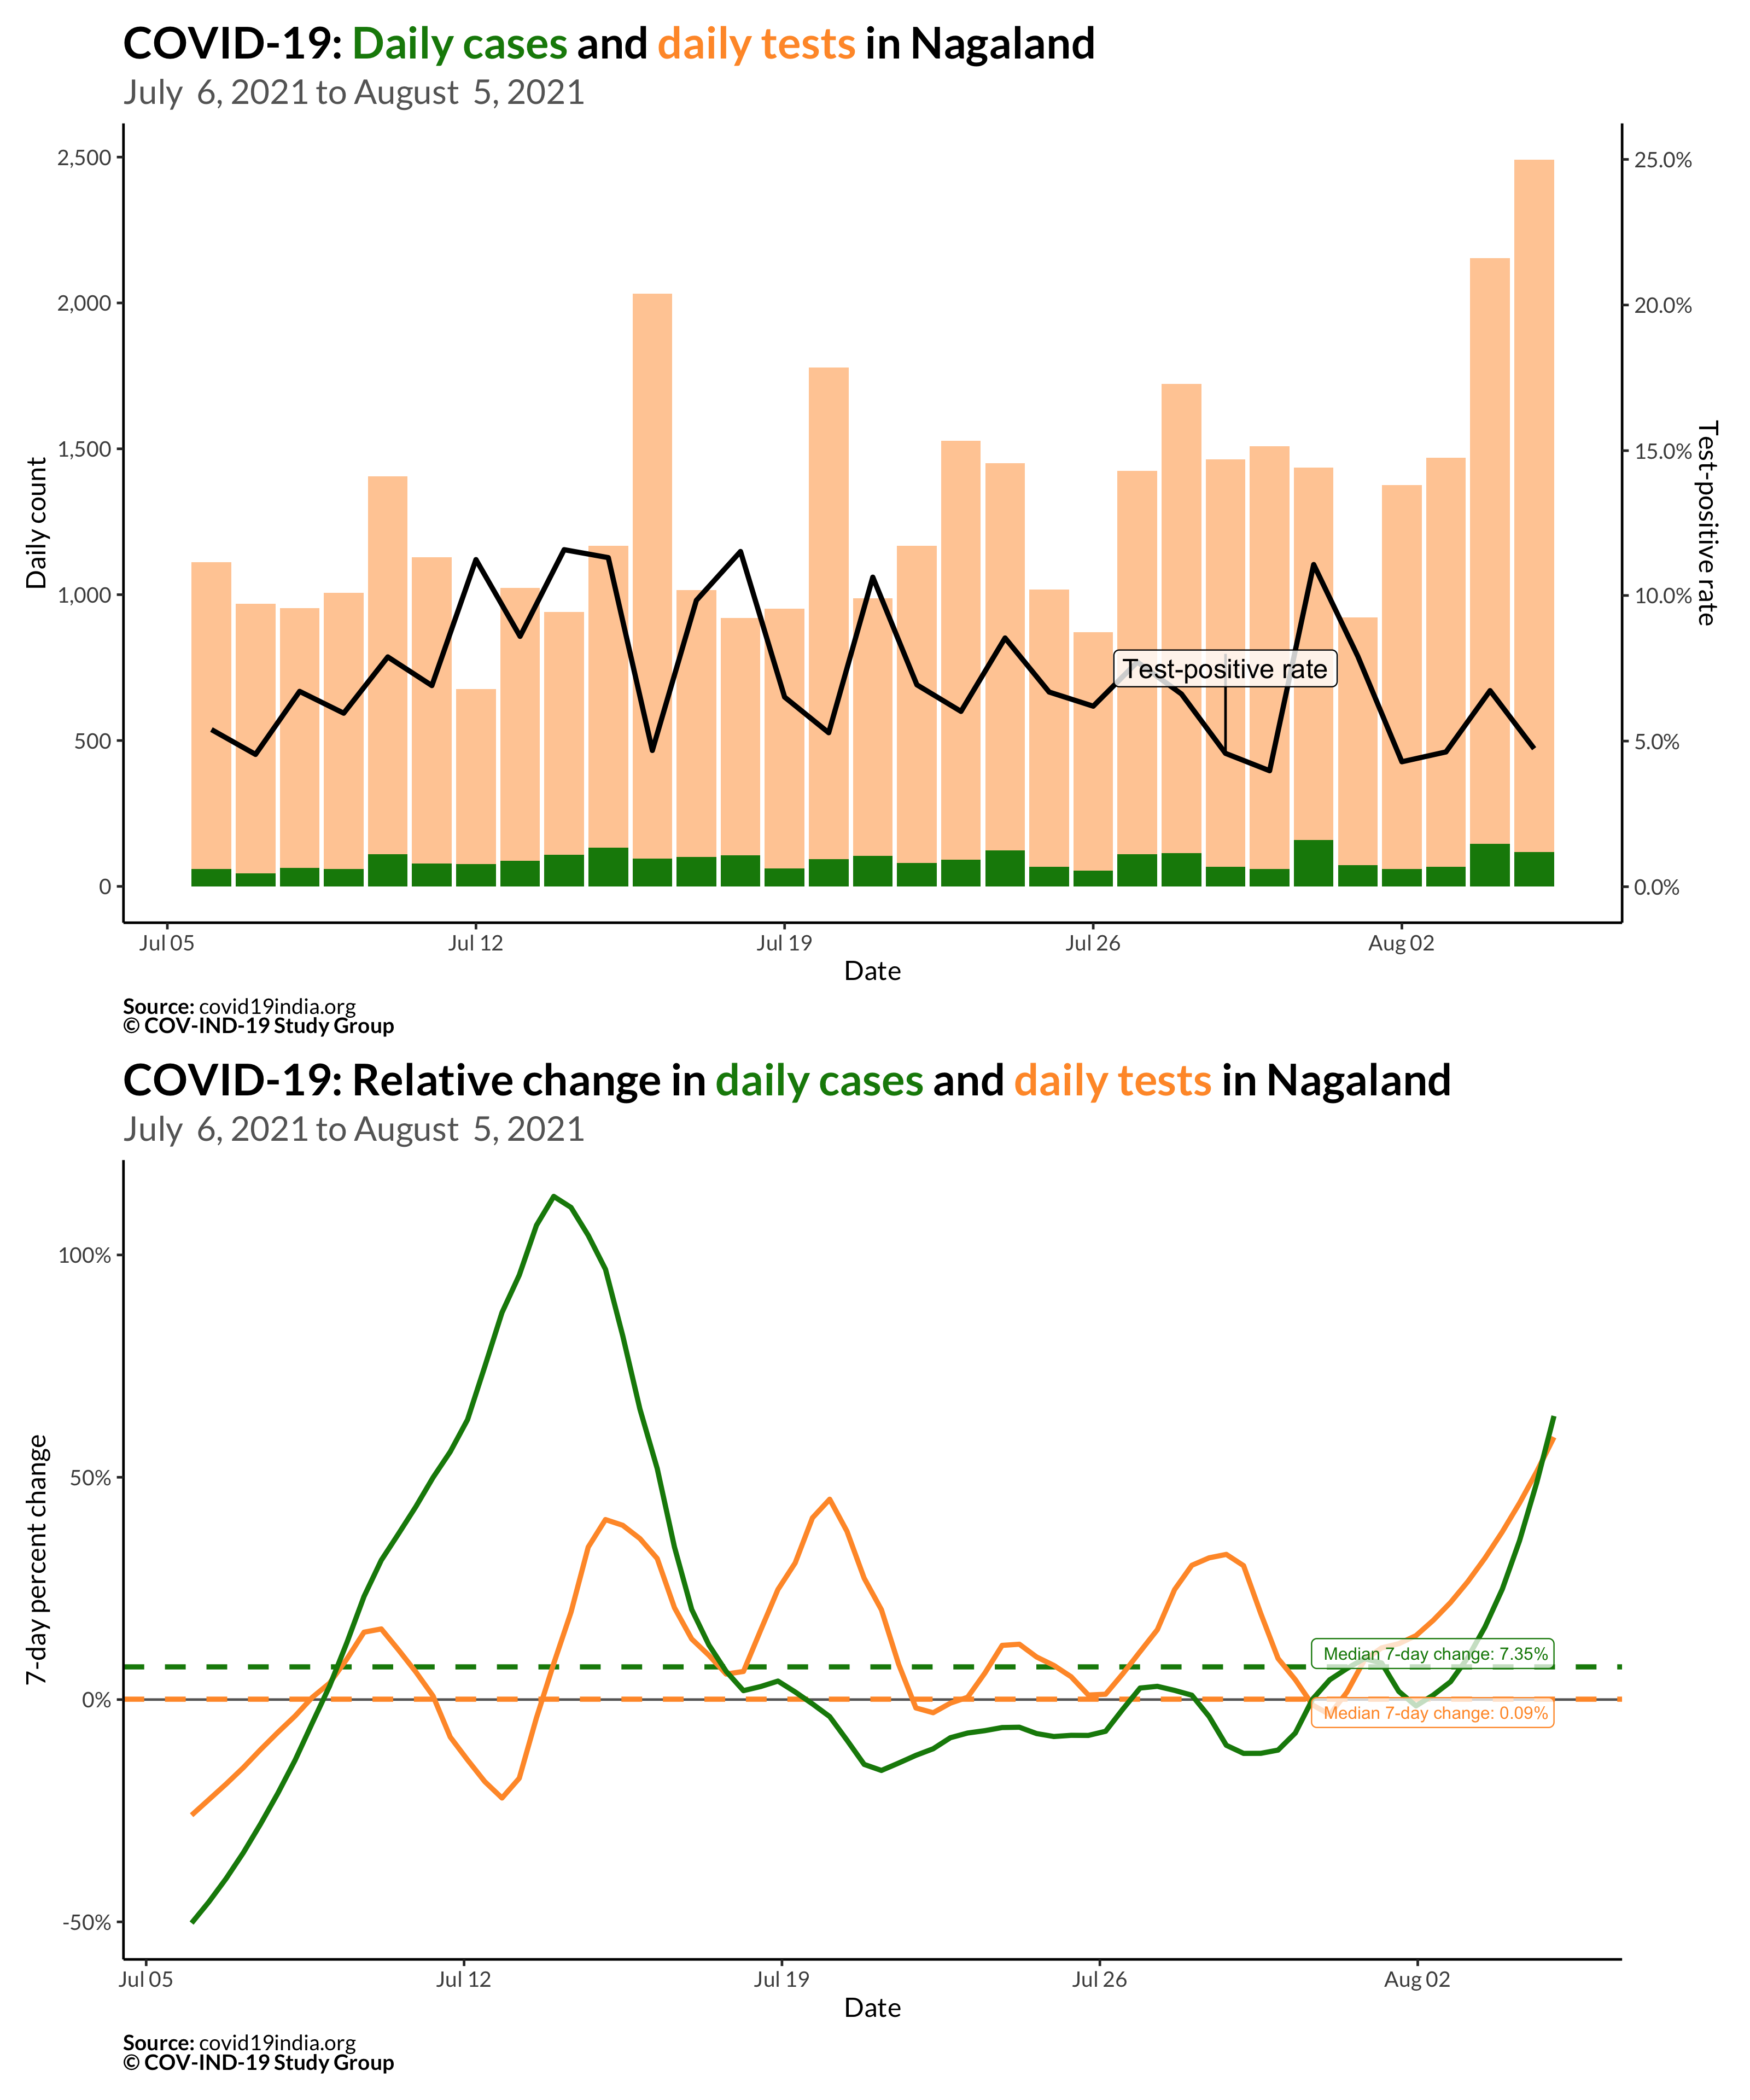 COVID-19: Daily cases and daily tests in Nagaland
July  6, 2021 to August  5, 2021
2,500
2,000
1,500
1,000
500
0
Daily count
25.0%
20.0%
15.0%
10.0%
5.0%
0.0%
Test-positive rate
Test-positive rate
Jul 05
Jul 12
Jul 19
Jul 26
Aug 02
Date
Source: covid19india.org
© COV-IND-19 Study Group
COVID-19: Relative change in daily cases and daily tests in Nagaland
July  6, 2021 to August  5, 2021
100%
50%
0%
-50%
7-day percent change
Median 7-day change: 7.35%
Median 7-day change: 0.09%
Jul 05
Jul 12
Jul 19
Jul 26
Aug 02
Date
Source: covid19india.org
© COV-IND-19 Study Group